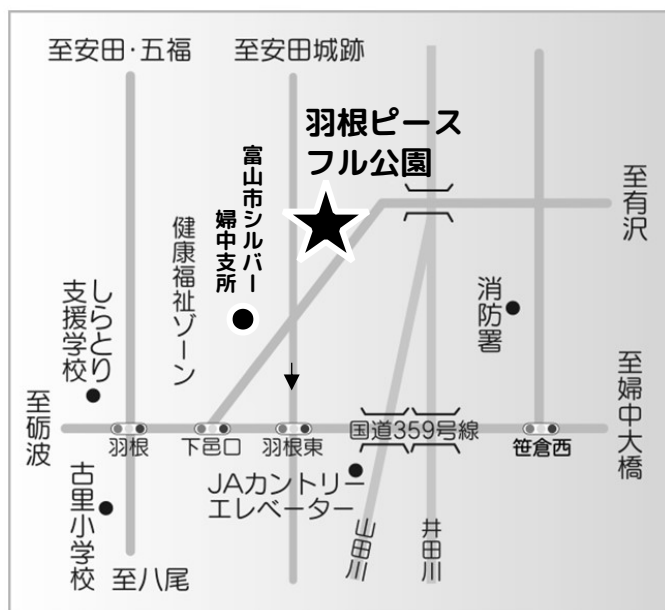 至安田・五福
至安田城跡
羽根ピース
フル公園
富山市シルバー
婦中支所
健康福祉ゾーン
至有沢
しらとり
支援学校
消防署
至砺波
至婦中大橋
羽根
下邑口
羽根東
国道359号線
笹倉西
古里小学校
JAカントリー
エレベーター
山田川
井田川
至八尾